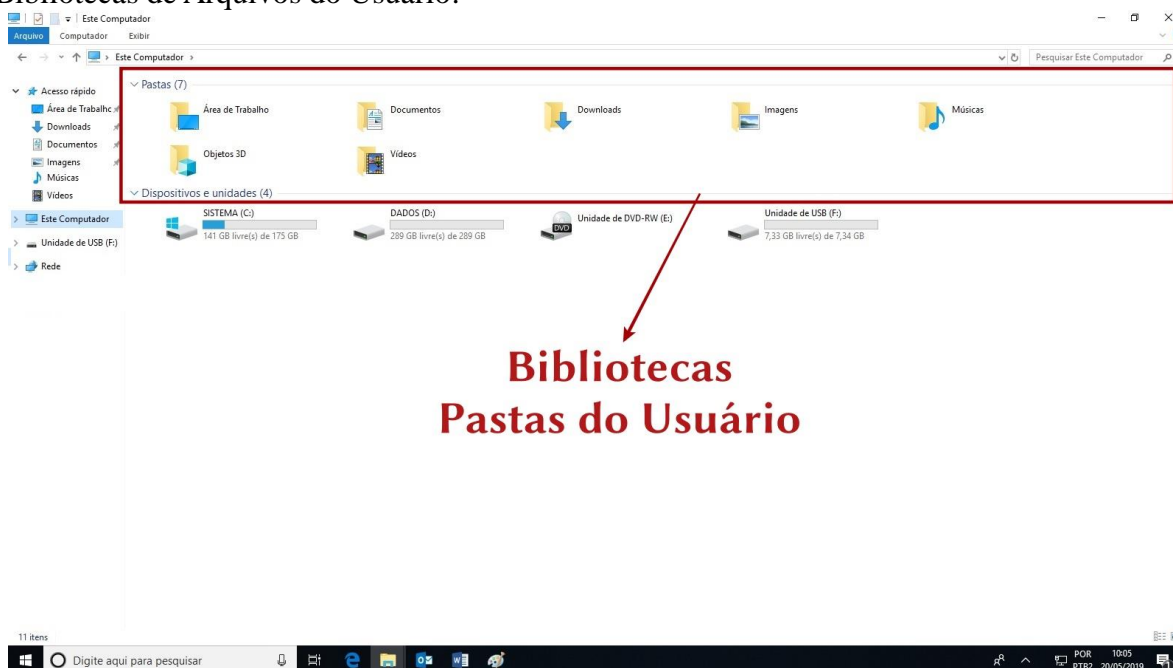 Bibliotecas de Arquivos do Usuário:
Este Computador
Arquivo Computador Exibir
Este Computador
Pesquisar Este Computador
Acesso rápido
Área de Trabalho
Downloads
Documentos
Imagens
Músicas
Vídeos
Este Computador
Unidade de USB (F:)
Rede
Pastas (7)
Área de Trabalho Documentos Downloads Imagens Músicas
Objetos 3D Vídeos
Dispositivos e unidades (4)
SISTEMA (C:)
141 GB livre(s) de 175 GB
DADOS (D:)
289 GB livre(s) de 289 GB
Unidade de DVD-RW (E:)
DVD
Unidade de USB (F:)
7,33 GB livre(s) de 7,34 GB
Bibliotecas
Pastas do Usuário
11 itens
Digite aqui para pesquisar
POR 10:05
PTB2 20/05/2019